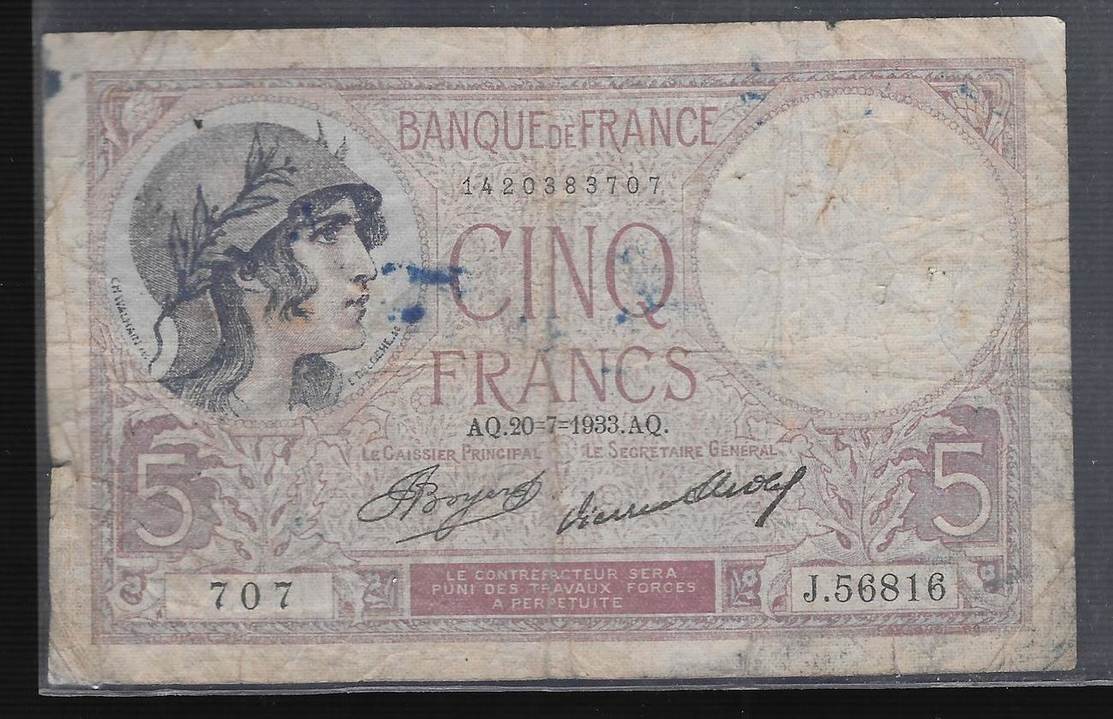 BANQUE DE FRANCE
1420383707
CINQ
FRANCS
AQ.20=7=1933.AQ.
LE CAISSIER PRINCIPAL
LE SECRETAIRE GÉNÉRAL
5
5
707
LE CONTREFACTEUR SERA
PUNI DES TRAVAUX FORCES
A PERPETUITE
J.56816